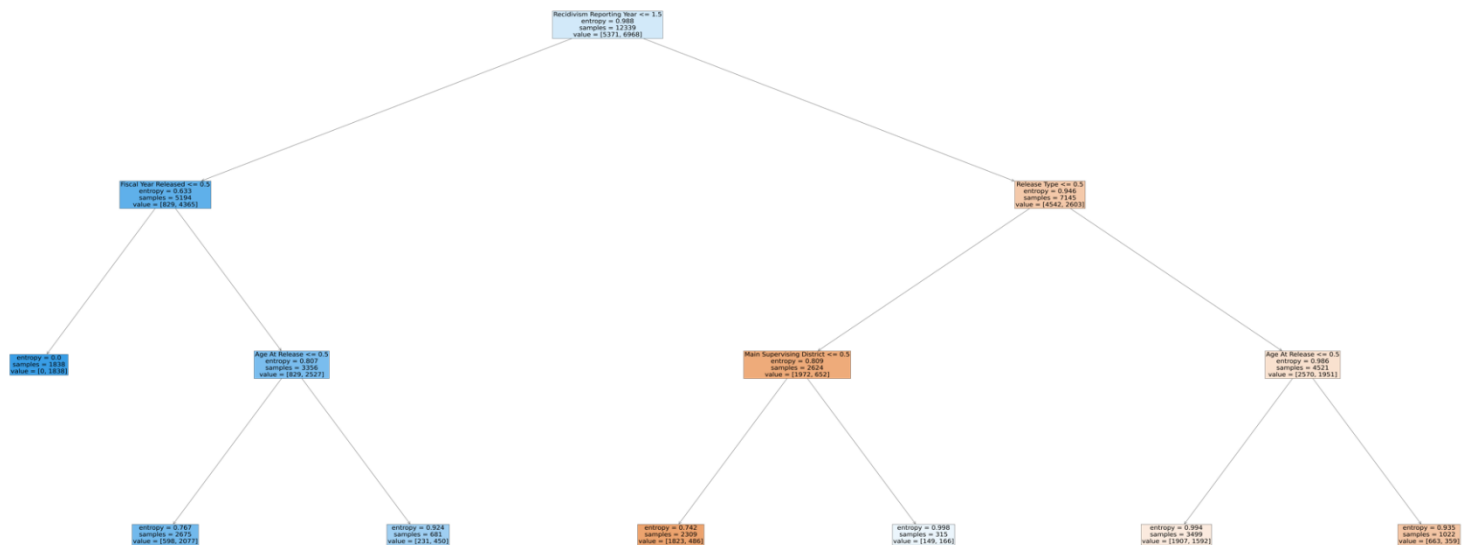 Recidivism Reporting Year <= 1.5
entropy = 0.988
samples = 12339
value = [5371, 6968]
Fiscal Year Released <= 0.5
entropy = 0.633
samples = 5194
value = [829, 4365]
Release Type <= 0.5
entropy = 0.946
samples = 7145
value = [4542, 2603]
entropy = 0.0
samples = 1838
value = [0, 1838]
Age At Release <= 0.5
entropy = 0.807
samples = 3356
value = [829, 2527]
Main Supervising District <= 0.5
entropy = 0.809
samples = 2624
value = [1972, 652]
Age At Release <= 0.5
entropy = 0.986
samples = 4521
value = [2570, 1951]
entropy = 0.767
samples = 2675
value = [598, 2077]
entropy = 0.924
samples = 681
value = [231, 450]
entropy = 0.742
samples = 2309
value = [1823, 486]
entropy = 0.998
samples = 315
value = [149, 166]
entropy = 0.994
samples = 3499
value = [1907, 1592]
entropy = 0.935
samples = 1022
value = [663, 359]